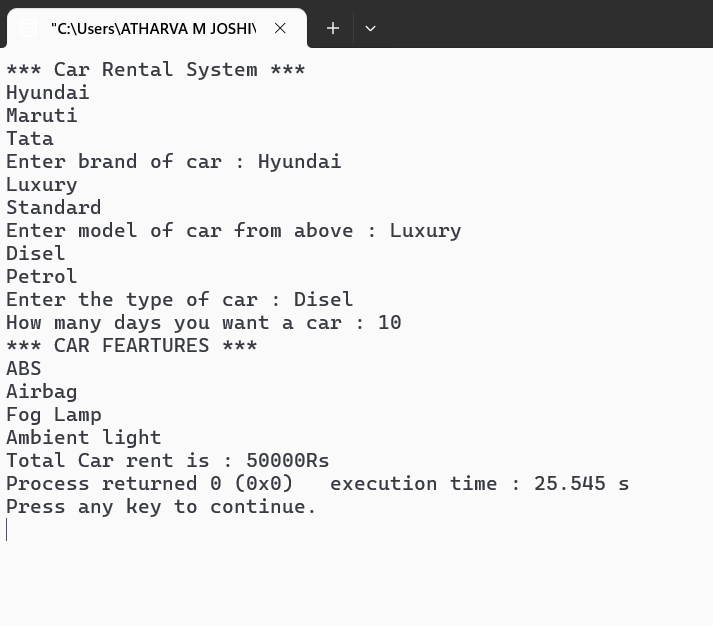 "C:\Users\ATHARVA M JOSHI\
*** Car Rental System ***
Hyundai
Maruti
Tata
Enter brand of car : Hyundai
Luxury
Standard
Enter model of car from above : Luxury
Disel
Petrol
Enter the type of car : Disel
How many days you want a car : 10
*** CAR FEARTURES ***
ABS
Airbag
Fog Lamp
Ambient light
Total Car rent is : 50000Rs
Process returned 0 (0x0)   execution time : 25.545 s
Press any key to continue.